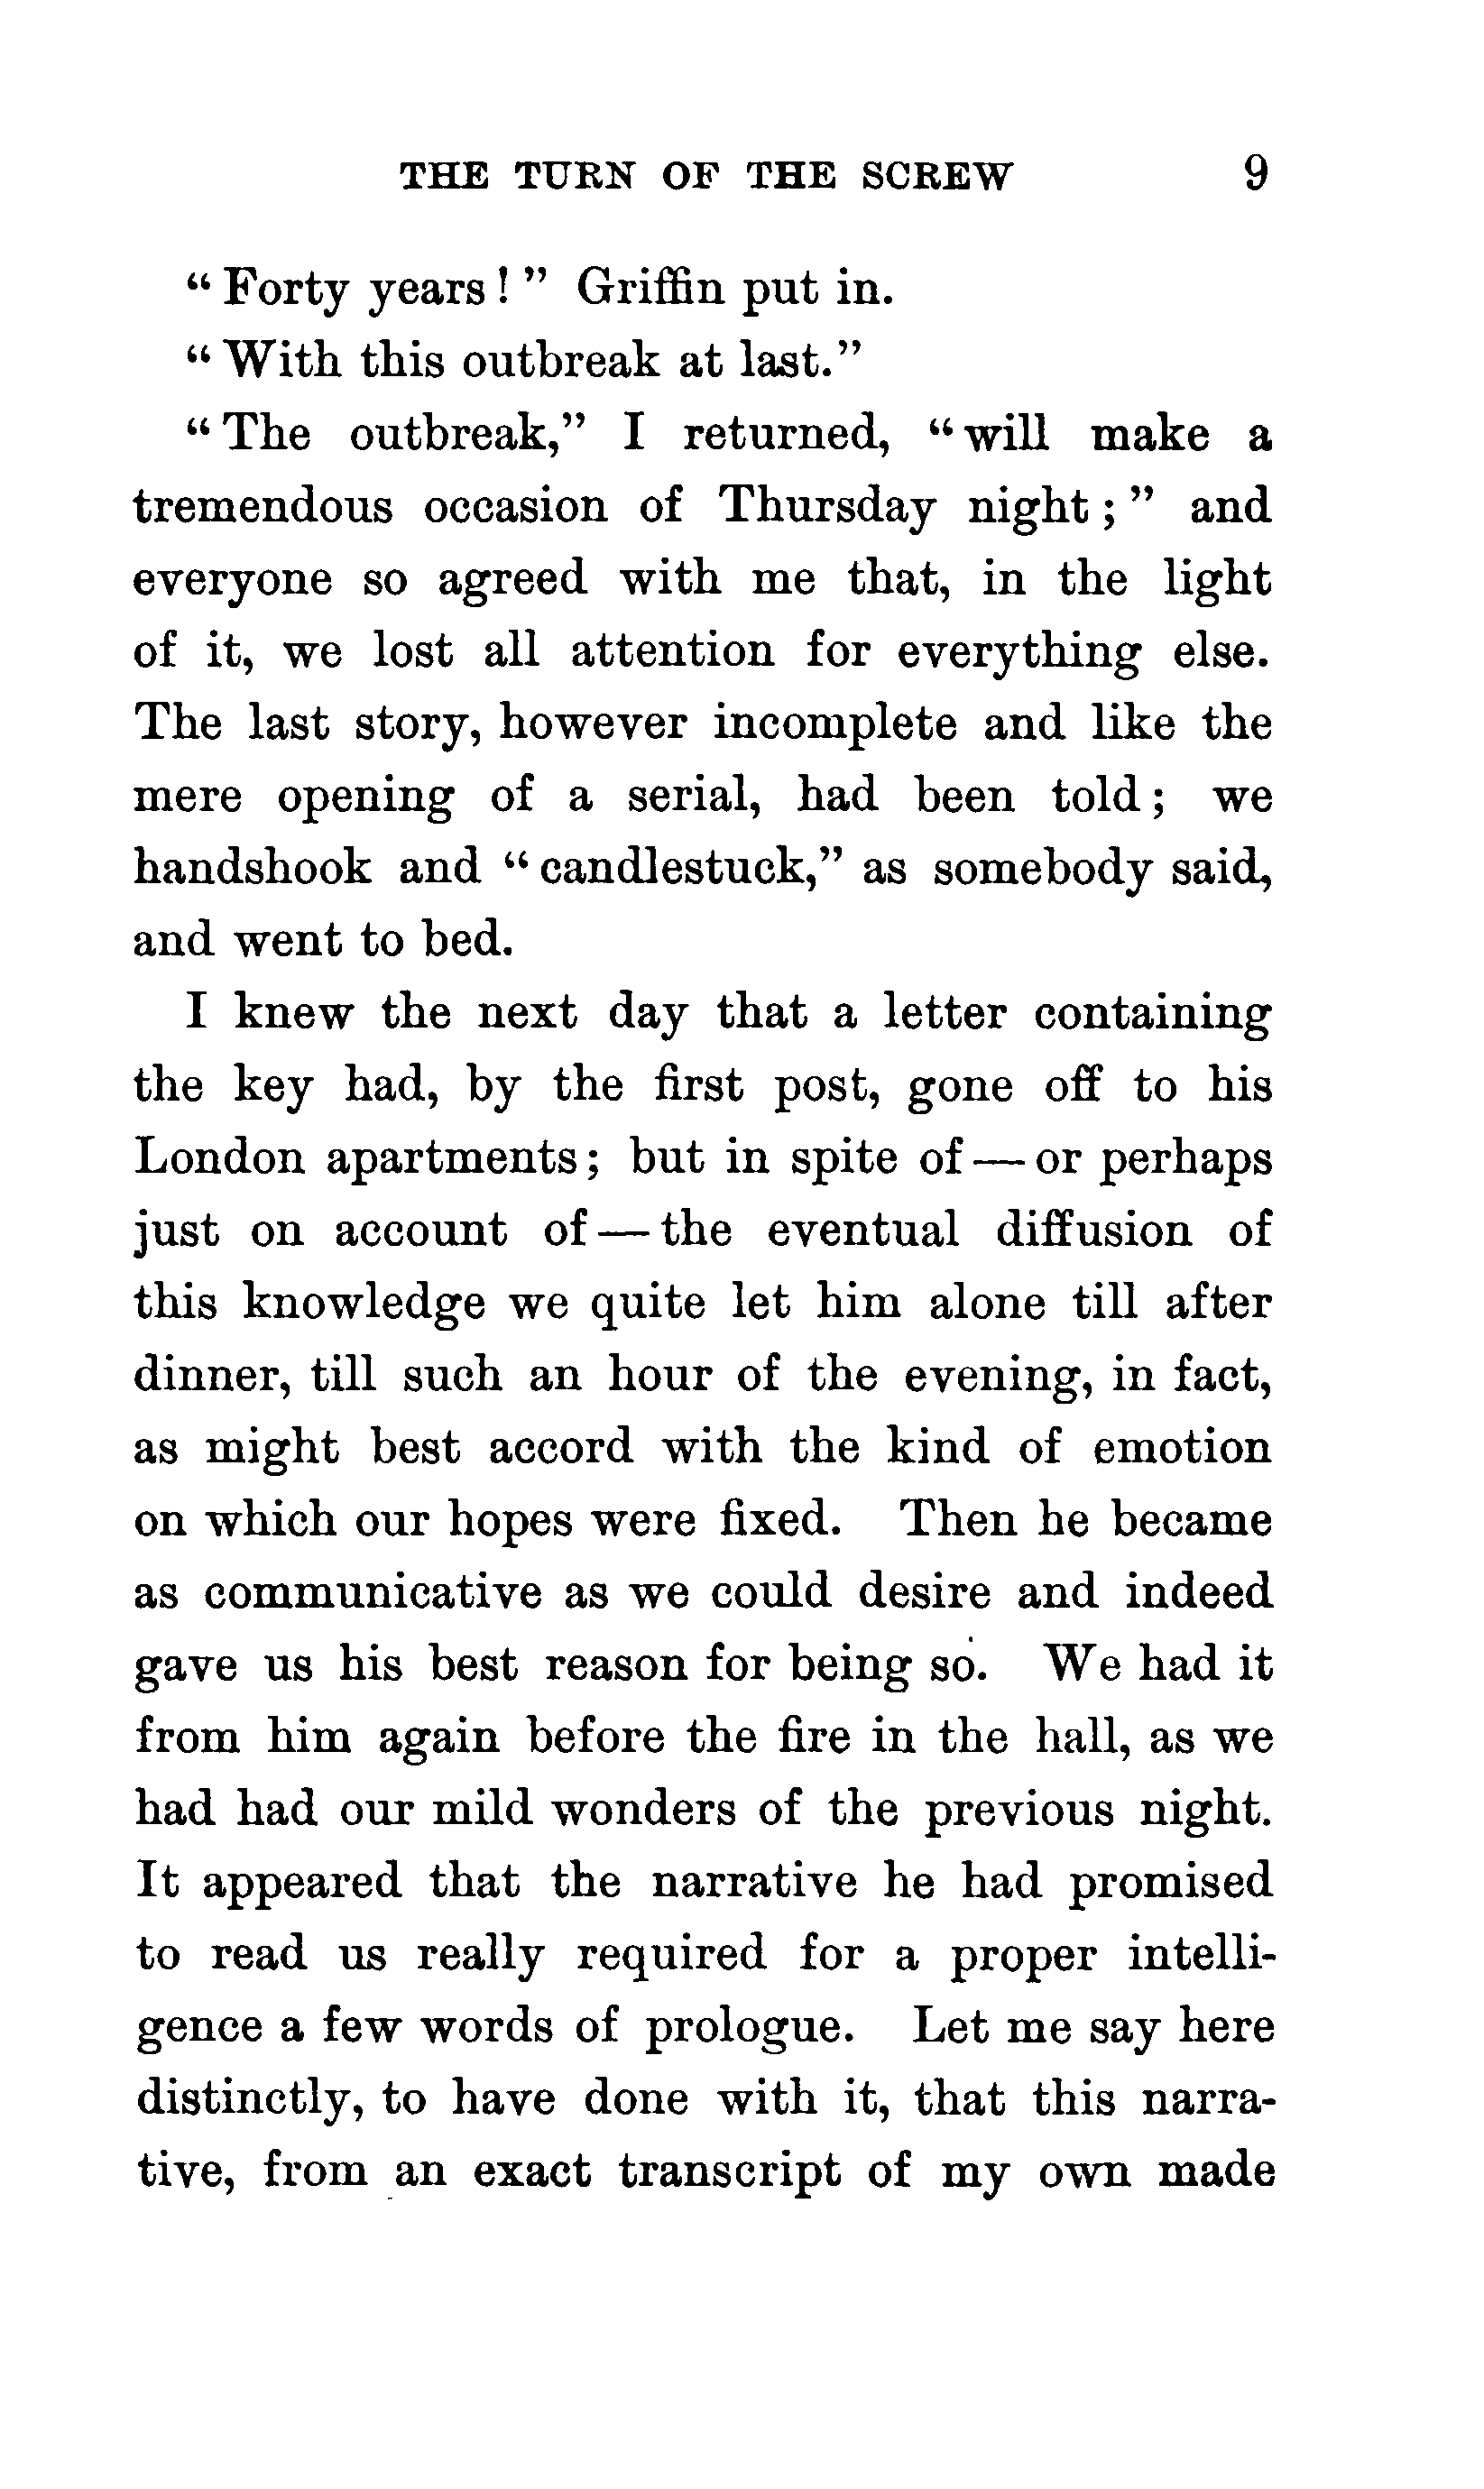 THE TURN OF THE SCREW 9
“Forty years!” Griffin put in.
“With this outbreak at last.”
“The outbreak,” I returned, “will make a
tremendous occasion of Thursday night;” and
everyone so agreed with me that, in the light
of it, we lost all attention for everything else.
The last story, however incomplete and like the
mere opening of a serial, had been told; we
handshook and “candlestuck,” as somebody said,
and went to bed.
I knew the next day that a letter containing
the key had, by the first post, gone off to his
London apartments; but in spite of—or perhaps
just on account of—the eventual diffusion of
this knowledge we quite let him alone till after
dinner, till such an hour of the evening, in fact,
as might best accord with the kind of emotion
on which our hopes were fixed. Then he became
as communicative as we could desire and indeed
gave us his best reason for being so. We had it
from him again before the fire in the hall, as we
had had our mild wonders of the previous night.
It appeared that the narrative he had promised
to read us really required for a proper intelli-
gence a few words of prologue. Let me say here
distinctly, to have done with it, that this narra-
tive, from an exact transcript of my own made